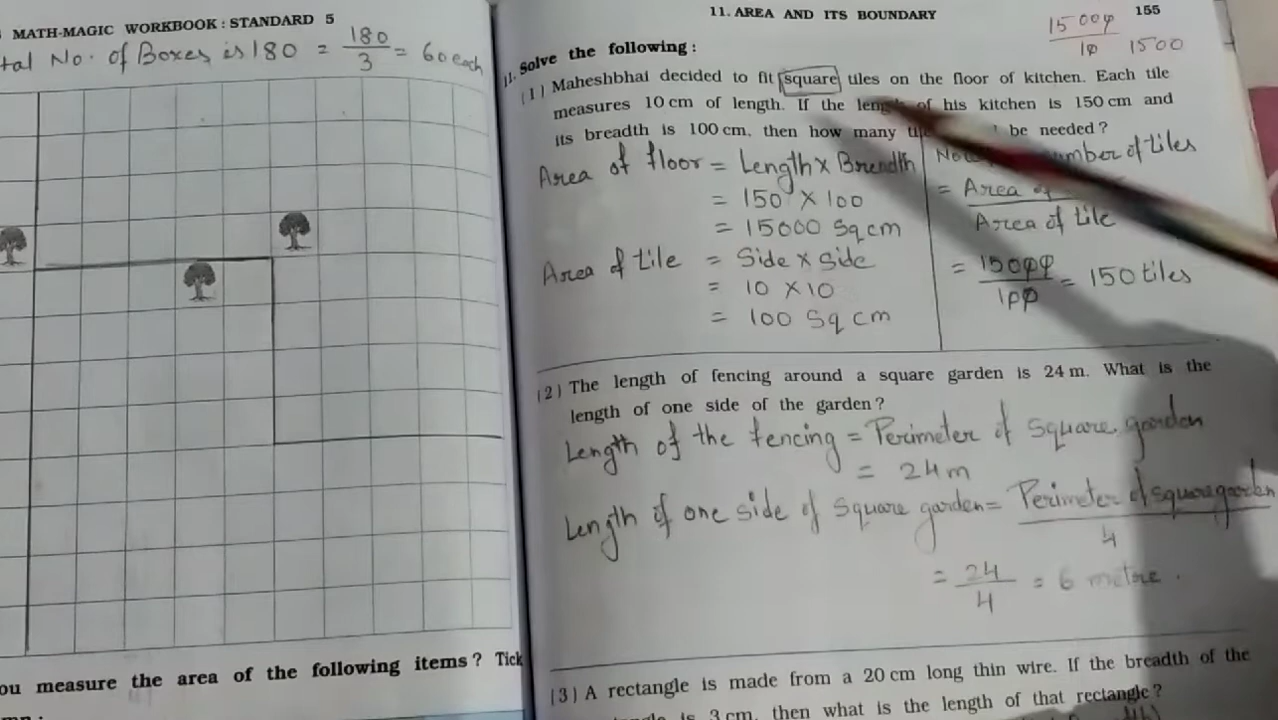 MATH-MAGIC WORKBOOK : STANDARD 5
tal No. of Boxes is 180 = 180/3 = 60 each
ou measure the area of the following items ? Tick
11. AREA AND ITS BOUNDARY
155
1500φ/1φ 1500
11. Solve the following :
(1) Maheshbhai decided to fit square tiles on the floor of kitchen. Each tile
measures 10 cm of length. If the length of his kitchen is 150 cm and
its breadth is 100 cm, then how many be needed ?
Area of floor = Length x Breadth
= 150 x 100
= 15000 Sq cm
Area of tile = Side x Side
= 10 x 10
= 100 Sq cm
umber of tiles
= Area of
Area of tile
= 15000/100 = 150 tiles
(2) The length of fencing around a square garden is 24 m. What is the
length of one side of the garden ?
Length of the fencing = Perimeter of square garden
= 24 m
Length of one side of square garden = Perimeter of square garden
4
= 24/4 = 6 metre .
(3) A rectangle is made from a 20 cm long thin wire. If the breadth of the
is 3 cm, then what is the length of that rectangle ?